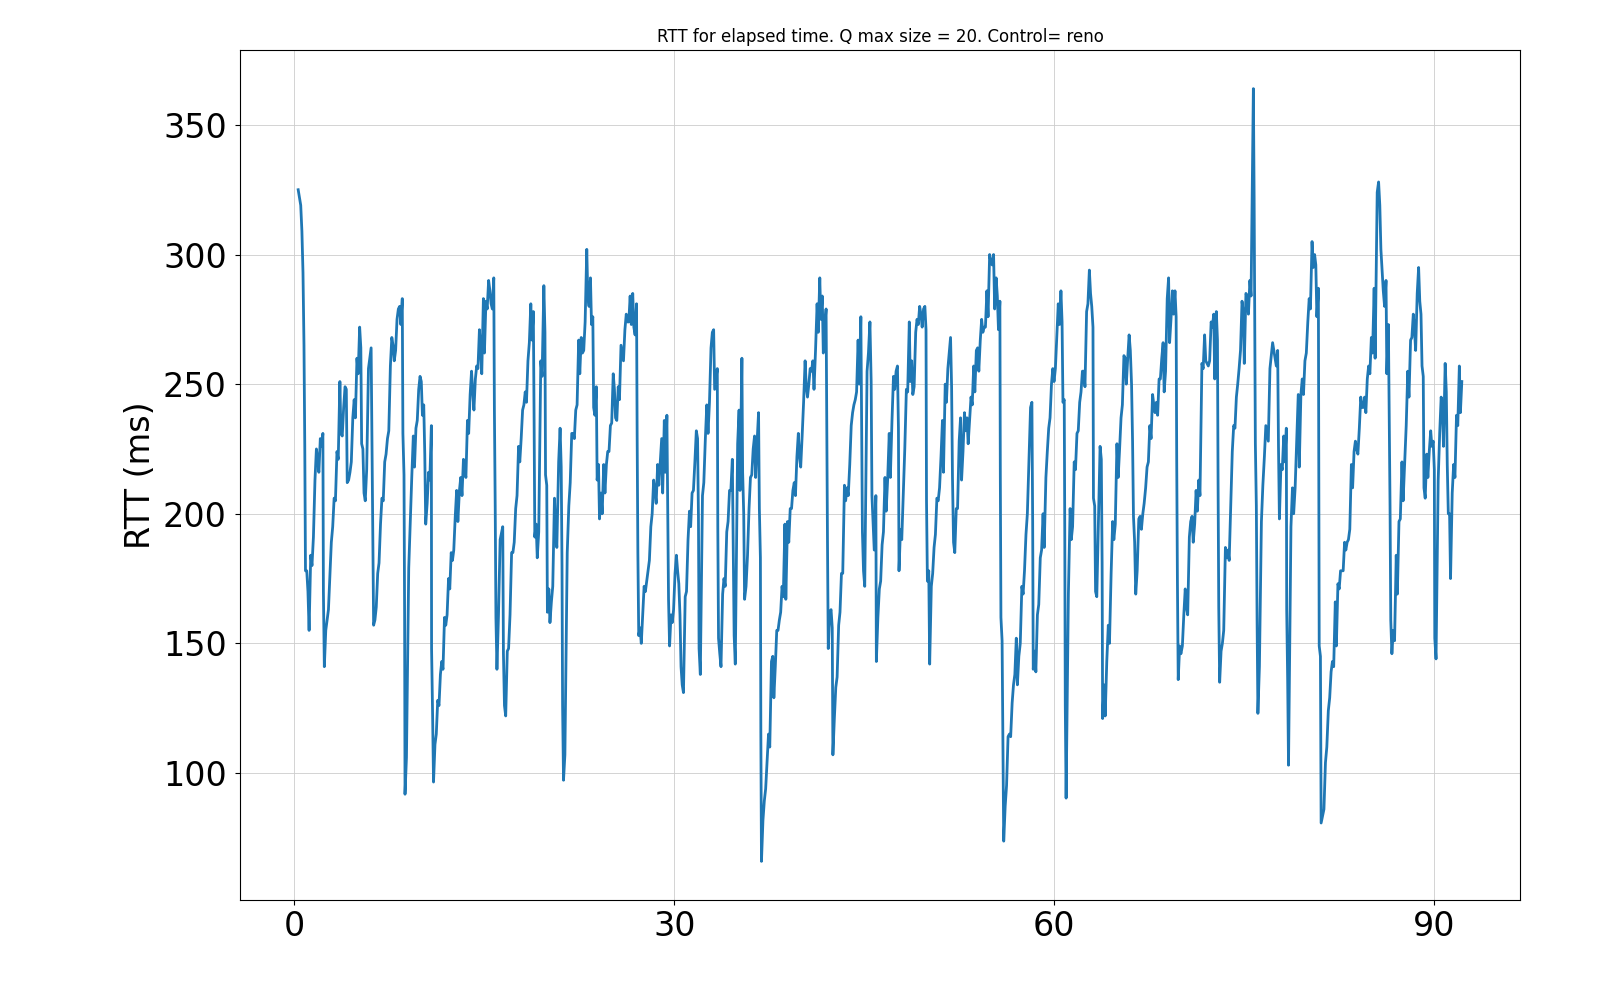 RTT for elapsed time. Q max size = 20. Control= reno
RTT (ms)
350
300
250
200
150
100
0 30 60 90